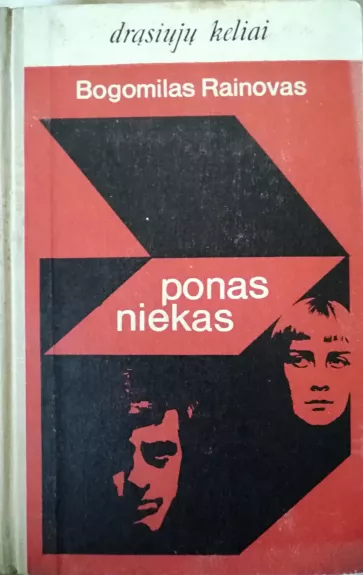 drąsiųjų keliai
Bogomilas Rainovas
ponas
niekas